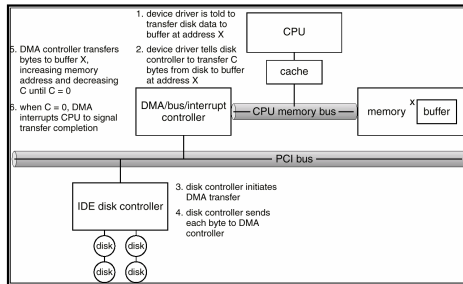 1. device driver is told to
transfer disk data to
buffer at address X
2. device driver tells disk
controller to transfer C
bytes from disk to buffer
at address X
5. DMA controller transfers
bytes to buffer X,
increasing memory
address and decreasing
C until C = 0
6. when C = 0, DMA
interrupts CPU to signal
transfer completion
CPU
cache
DMA/bus/interrupt
controller
CPU memory bus
memory
X
buffer
PCI bus
IDE disk controller
3. disk controller initiates
DMA transfer
4. disk controller sends
each byte to DMA
controller
disk
disk
disk
disk